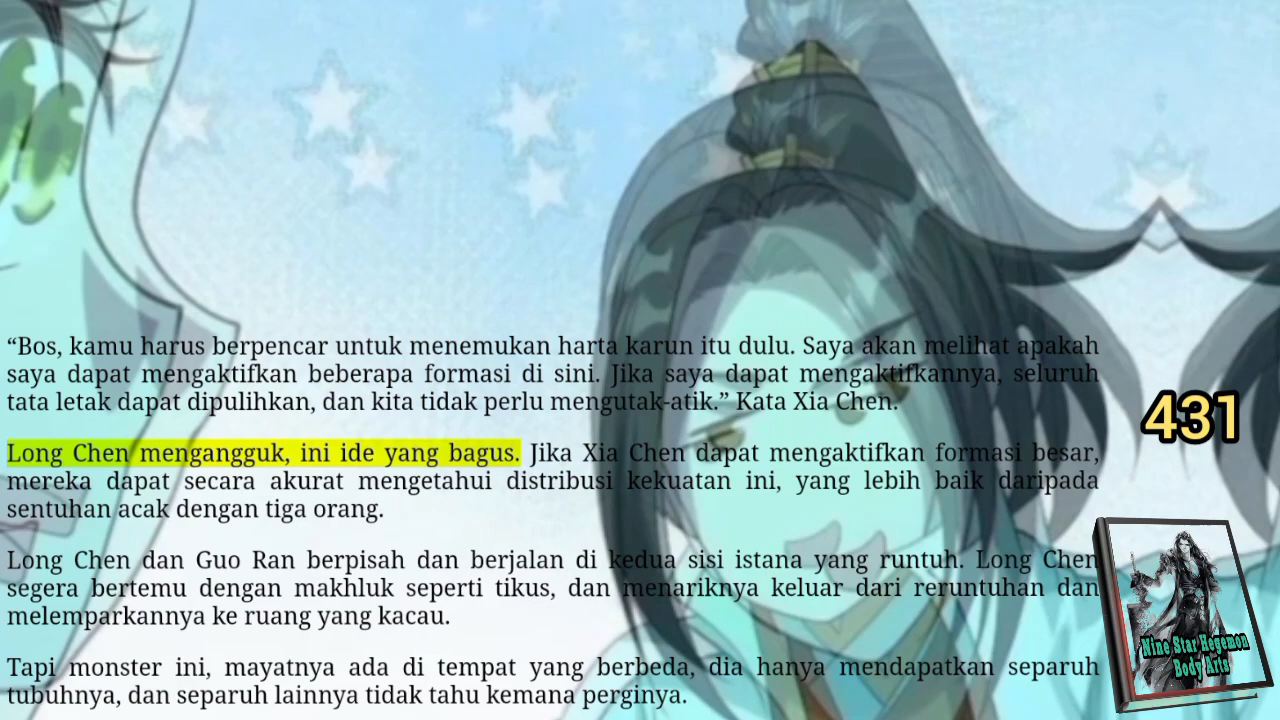 “Bos, kamu harus berpencar untuk menemukan harta karun itu dulu. Saya akan melihat apakah
saya dapat mengaktifkan beberapa formasi di sini. Jika saya dapat mengaktifkannya, seluruh
tata letak dapat dipulihkan, dan kita tidak perlu mengutak-atik.” Kata Xia Chen.
Long Chen mengangguk, ini ide yang bagus. Jika Xia Chen dapat mengaktifkan formasi besar,
mereka dapat secara akurat mengetahui distribusi kekuatan ini, yang lebih baik daripada
sentuhan acak dengan tiga orang.
Long Chen dan Guo Ran berpisah dan berjalan di kedua sisi istana yang runtuh. Long Chen
segera bertemu dengan makhluk seperti tikus, dan menariknya keluar dari reruntuhan dan
melemparkannya ke ruang yang kacau.
Tapi monster ini, mayatnya ada di tempat yang berbeda, dia hanya mendapatkan separuh
tubuhnya, dan separuh lainnya tidak tahu kemana perginya.
431
Nine Star Hegemon
Body Arts